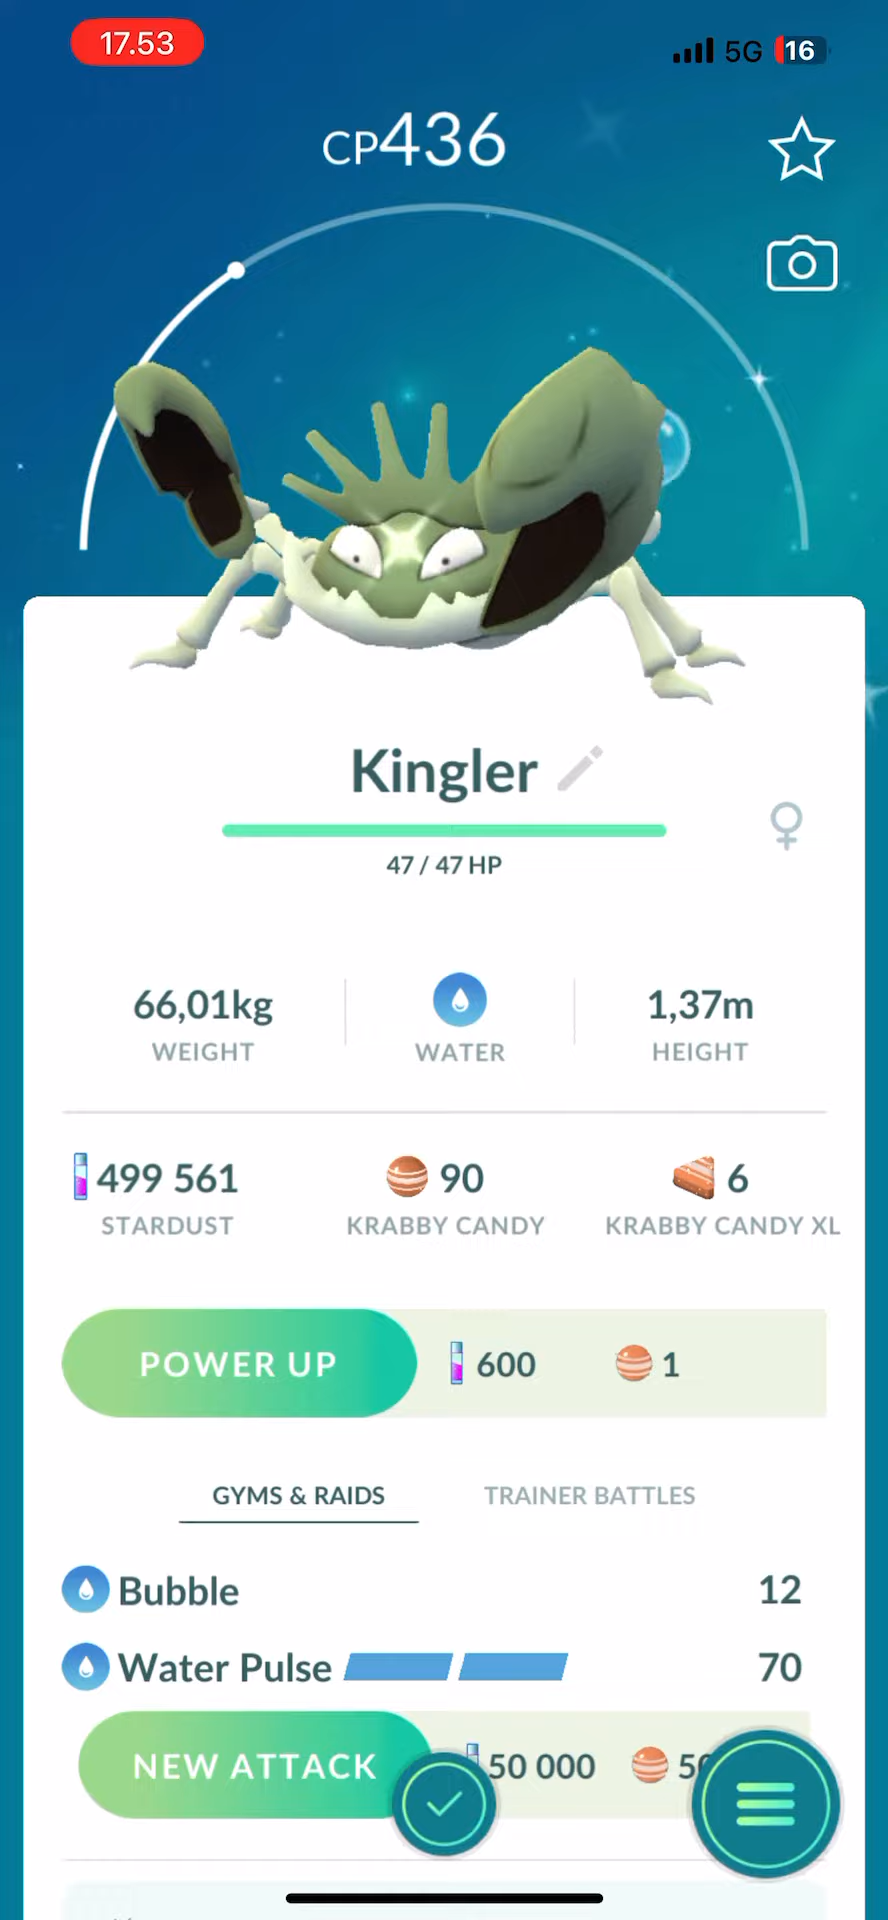 17.53
5G 16
CP436
Kingler
47 / 47 HP
66,01kg
WEIGHT
WATER
1,37m
HEIGHT
499 561
STARDUST
90
KRABBY CANDY
6
KRABBY CANDY XL
POWER UP 600 1
GYMS & RAIDS TRAINER BATTLES
Bubble 12
Water Pulse 70
NEW ATTACK 50 000